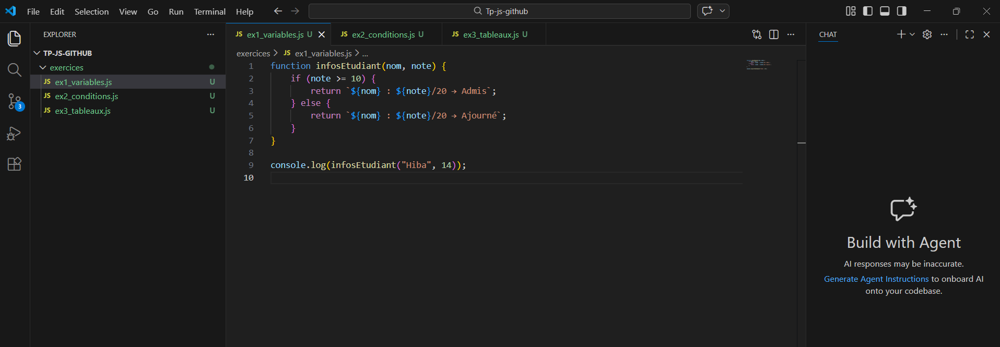 File Edit Selection View Go Run Terminal Help
Tp-js-github
EXPLORER
TP-JS-GITHUB
exercices
JS ex1_variables.js U
JS ex2_conditions.js U
JS ex3_tableaux.js U
3
JS ex1_variables.js U
JS ex2_conditions.js U
JS ex3_tableaux.js U
exercices > JS ex1_variables.js > ...
1 function infosEtudiant(nom, note) {
2 if (note >= 10) {
3 return `${nom} : ${note}/20 → Admis`;
4 } else {
5 return `${nom} : ${note}/20 → Ajourné`;
6 }
7 }
8
9 console.log(infosEtudiant("Hiba", 14));
10
CHAT
Build with Agent
AI responses may be inaccurate.
Generate Agent Instructions to onboard AI
onto your codebase.